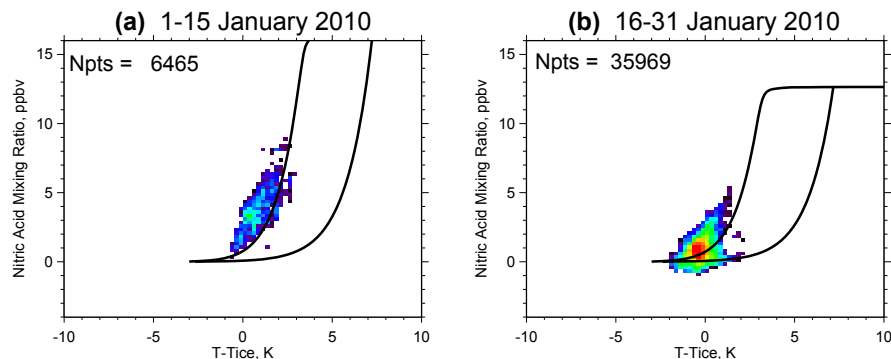 (a) 1-15 January 2010
Npts = 6465
Nitric Acid Mixing Ratio, ppbv
15
10
5
0
-10 -5 0 5 10
T-Tice, K
(b) 16-31 January 2010
Npts = 35969
Nitric Acid Mixing Ratio, ppbv
15
10
5
0
-10 -5 0 5 10
T-Tice, K